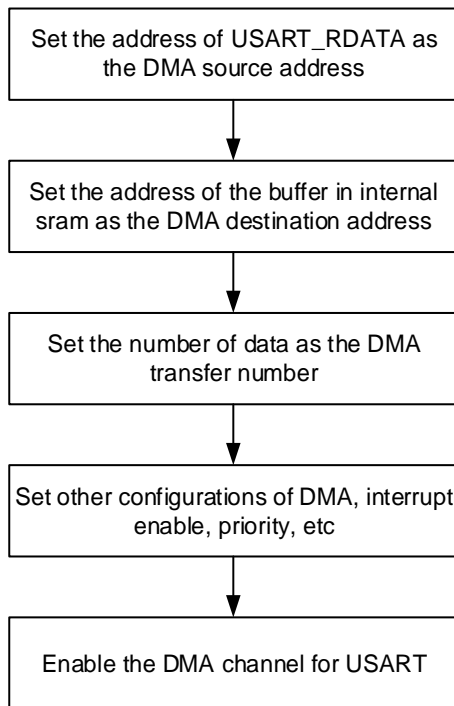 Set the address of USART_RDATA as
the DMA source address
Set the address of the buffer in internal
sram as the DMA destination address
Set the number of data as the DMA
transfer number
Set other configurations of DMA, interrupt
enable, priority, etc
Enable the DMA channel for USART